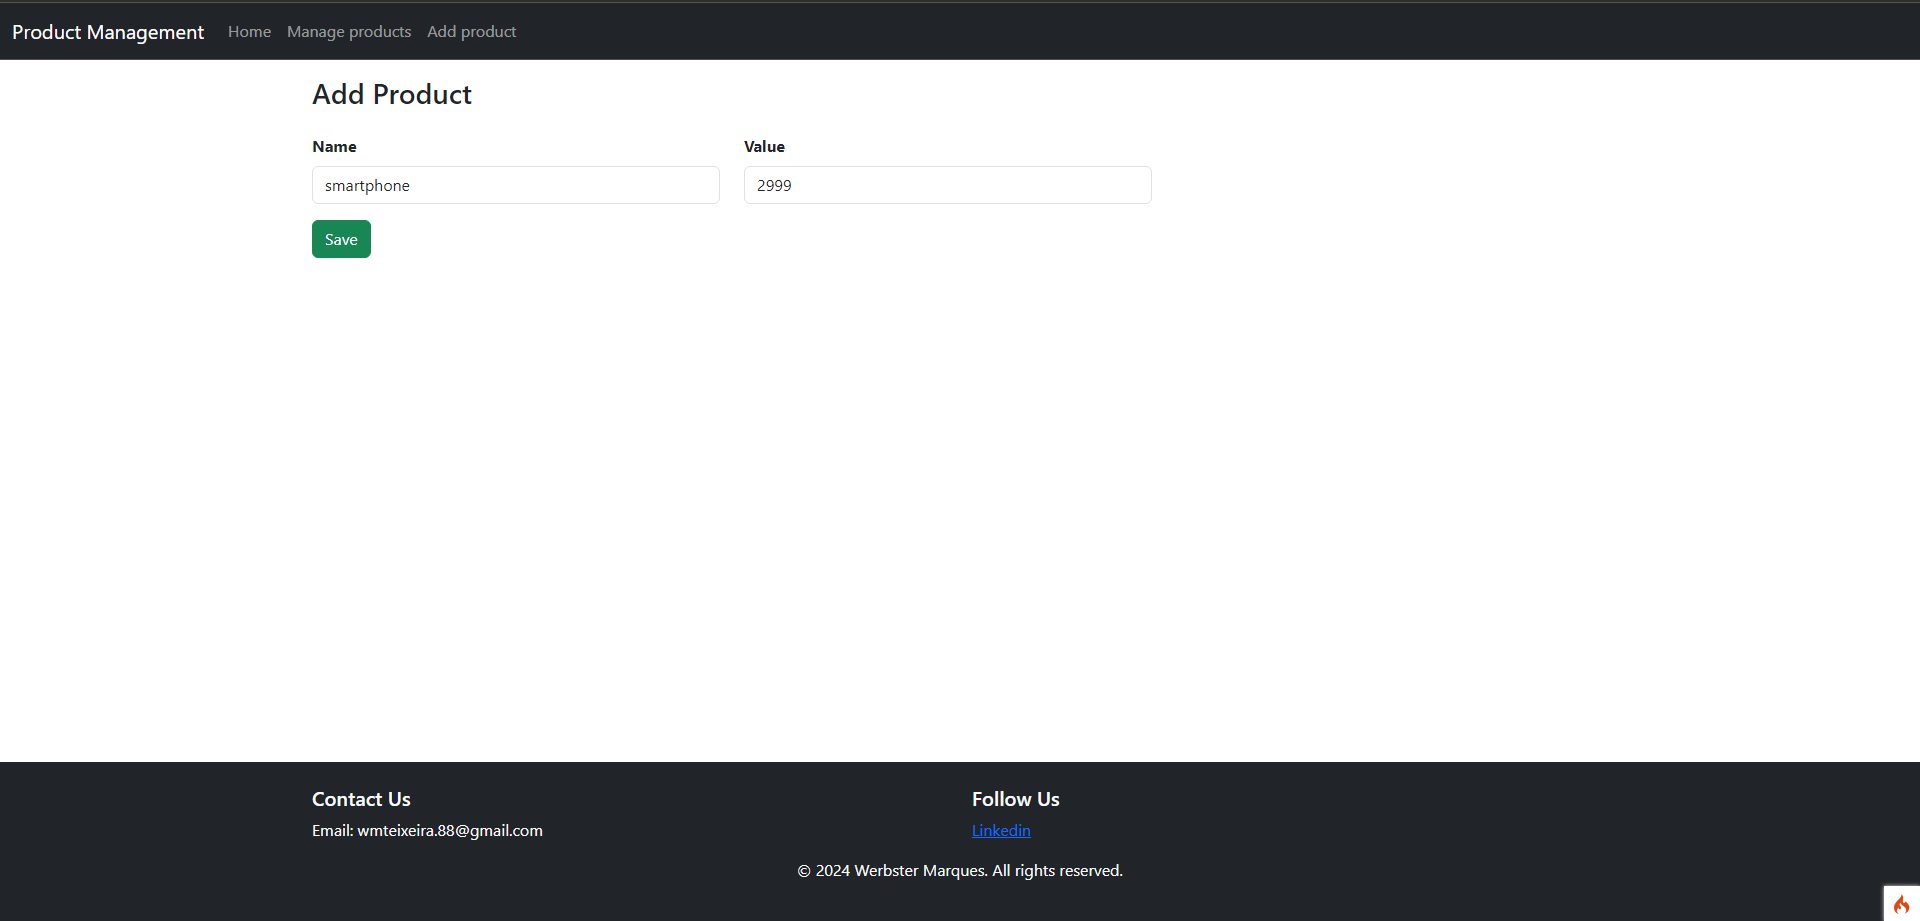 Product Management Home Manage products Add product
Add Product
Name Value
smartphone 2999
Save
Contact Us Follow Us
Email: wmteixeira.88@gmail.com Linkedin
© 2024 Werbster Marques. All rights reserved.